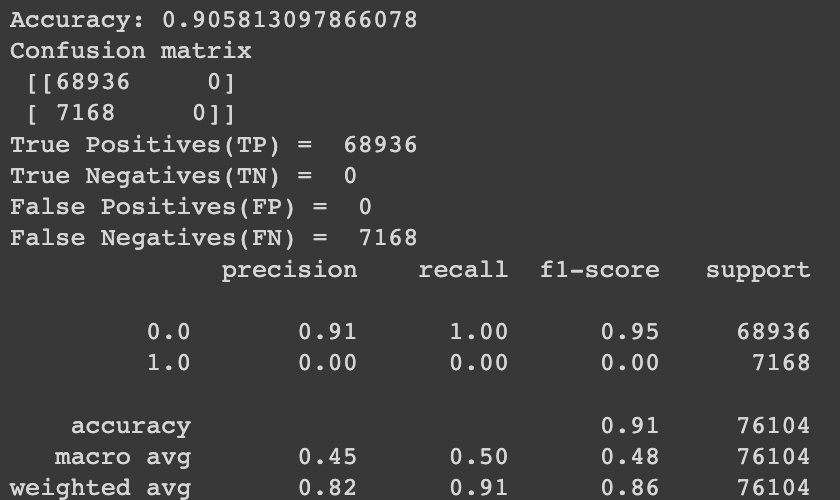 Accuracy: 0.905813097866078
Confusion matrix
[[68936 0]
[ 7168 0]]
True Positives(TP) = 68936
True Negatives(TN) = 0
False Positives(FP) = 0
False Negatives(FN) = 7168
precision recall f1-score support
0.0 0.91 1.00 0.95 68936
1.0 0.00 0.00 0.00 7168
accuracy 0.91 76104
macro avg 0.45 0.50 0.48 76104
weighted avg 0.82 0.91 0.86 76104